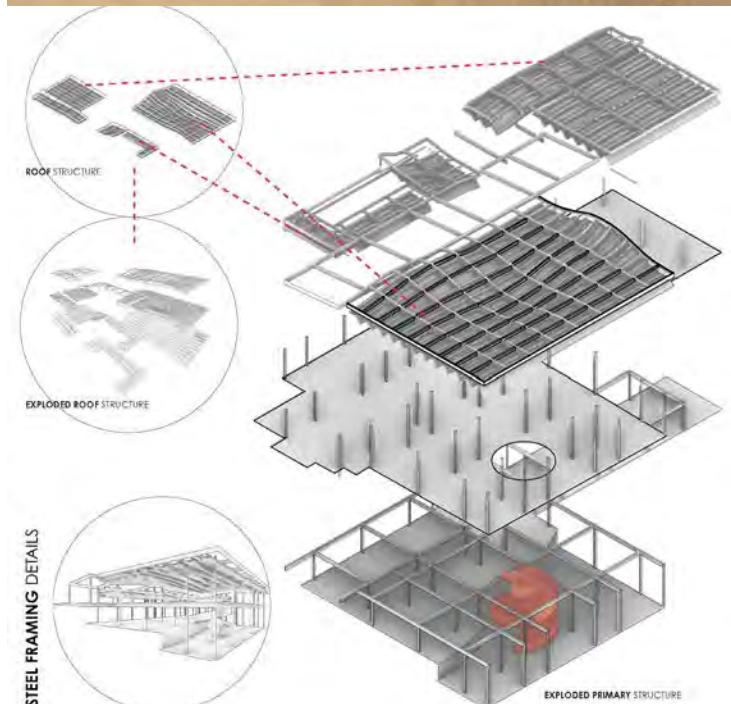 ROOF STRUCTURE
EXPLODED ROOF STRUCTURE
STEEL FRAMING DETAILS
EXPLODED PRIMARY STRUCTURE